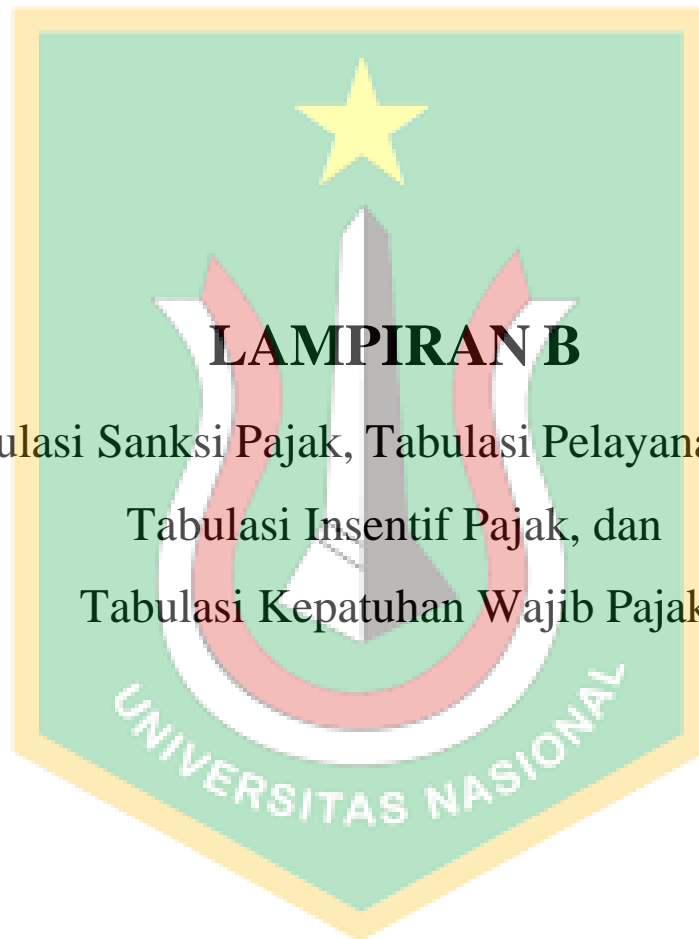 LAMPIRAN B
ulasi Sanksi Pajak, Tabulasi Pelayana
Tabulasi Insentif Pajak, dan
Tabulasi Kepatuhan Wajib Pajak
UNIVERSITAS NASIONAL